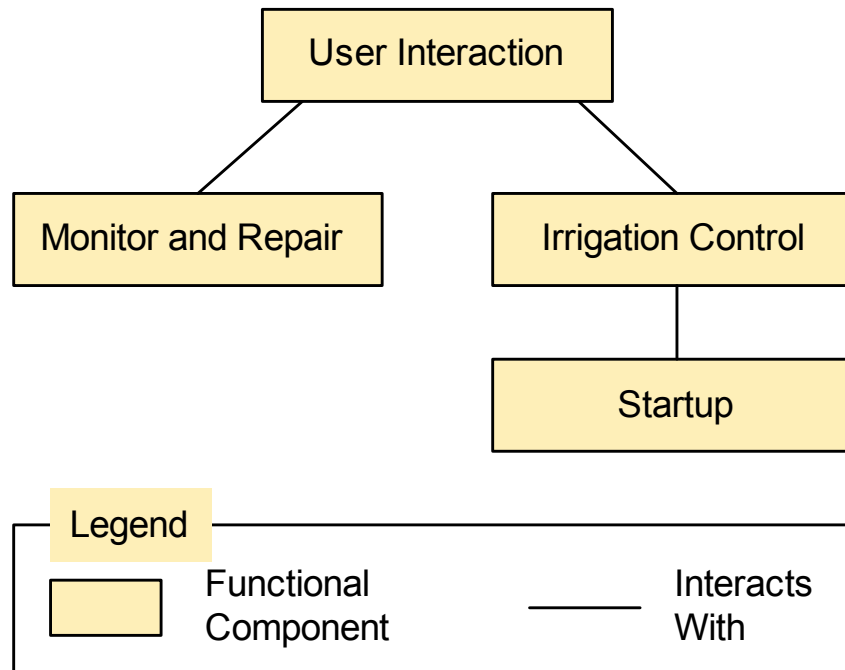 User Interaction
Monitor and Repair
Irrigation Control
Startup
Legend
Functional
Component
Interacts
With